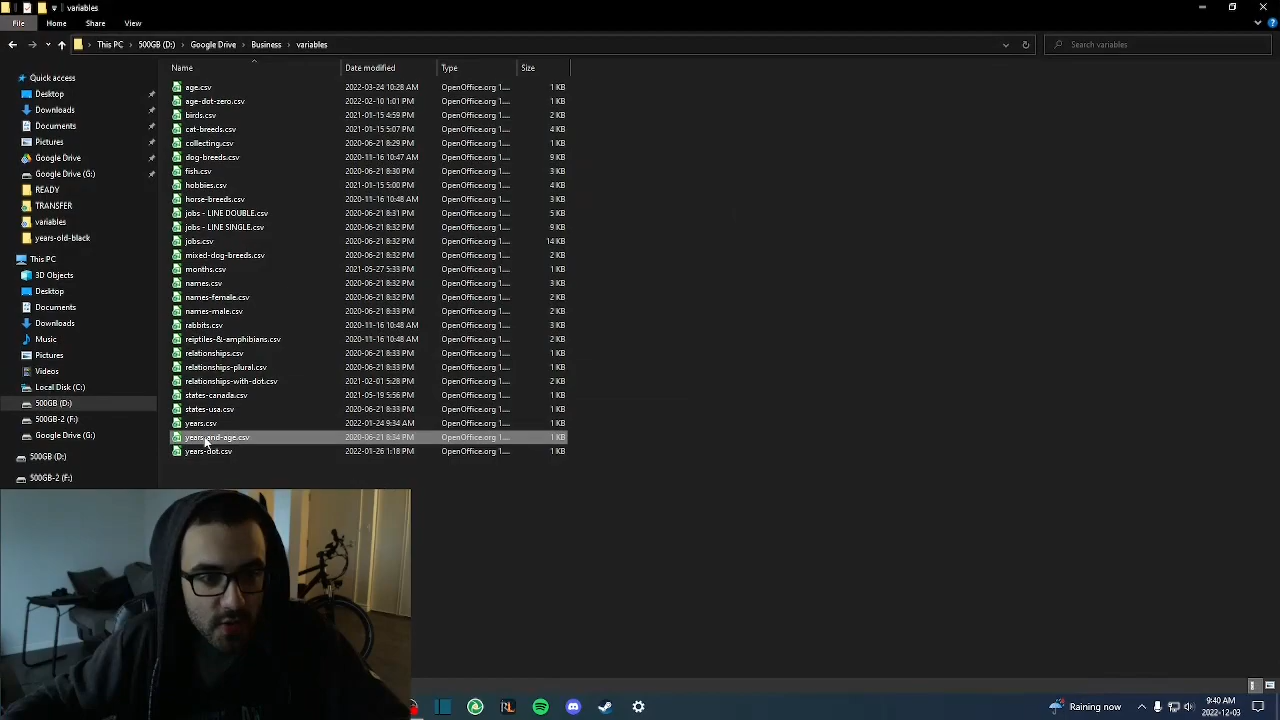 variables
File Home Share View
This PC 500GB (D:) Google Drive Business variables Search variables
Name Date modified Type Size
Quick access
Desktop
Downloads
Documents
Pictures
Google Drive
Google Drive (G:)
READY
TRANSFER
variables
years-old-black
This PC
3D Objects
Desktop
Documents
Downloads
Music
Pictures
Videos
Local Disk (C:)
500GB (D:)
500GB-2 (F:)
Google Drive (G:)
500GB (D:)
500GB-2 (F:)
age.csv 2022-03-24 10:28 AM OpenOffice.org 1.... 1 KB
age-dot-zero.csv 2022-02-10 1:01 PM OpenOffice.org 1.... 1 KB
birds.csv 2021-01-15 4:59 PM OpenOffice.org 1.... 2 KB
cat-breeds.csv 2021-01-15 5:07 PM OpenOffice.org 1.... 4 KB
collecting.csv 2020-06-21 8:29 PM OpenOffice.org 1.... 1 KB
dog-breeds.csv 2020-11-16 10:47 AM OpenOffice.org 1.... 9 KB
fish.csv 2020-06-21 8:30 PM OpenOffice.org 1.... 3 KB
hobbies.csv 2021-01-15 5:00 PM OpenOffice.org 1.... 4 KB
horse-breeds.csv 2020-11-16 10:48 AM OpenOffice.org 1.... 3 KB
jobs - LINE DOUBLE.csv 2020-06-21 8:31 PM OpenOffice.org 1.... 5 KB
jobs - LINE SINGLE.csv 2020-06-21 8:32 PM OpenOffice.org 1.... 9 KB
jobs.csv 2020-06-21 8:32 PM OpenOffice.org 1.... 14 KB
mixed-dog-breeds.csv 2020-06-21 8:32 PM OpenOffice.org 1.... 2 KB
months.csv 2021-05-27 5:33 PM OpenOffice.org 1.... 1 KB
names.csv 2020-06-21 8:32 PM OpenOffice.org 1.... 3 KB
names-female.csv 2020-06-21 8:32 PM OpenOffice.org 1.... 2 KB
names-male.csv 2020-06-21 8:32 PM OpenOffice.org 1.... 2 KB
rabbits.csv 2020-11-16 10:48 AM OpenOffice.org 1.... 3 KB
reiptiles-&-amphibians.csv 2020-11-16 10:48 AM OpenOffice.org 1.... 2 KB
relationships.csv 2020-06-21 8:33 PM OpenOffice.org 1.... 1 KB
relationships-plural.csv 2020-06-21 8:33 PM OpenOffice.org 1.... 1 KB
relationships-with-dot.csv 2021-02-01 5:28 PM OpenOffice.org 1.... 2 KB
states-canada.csv 2021-05-19 5:56 PM OpenOffice.org 1.... 1 KB
states-usa.csv 2020-06-21 8:33 PM OpenOffice.org 1.... 1 KB
years.csv 2022-01-24 9:34 AM OpenOffice.org 1.... 1 KB
years-and-age.csv 2020-06-21 8:34 PM OpenOffice.org 1.... 1 KB
years-dot.csv 2022-01-26 1:18 PM OpenOffice.org 1.... 1 KB
Raining now 9:40 AM
2022-12-03